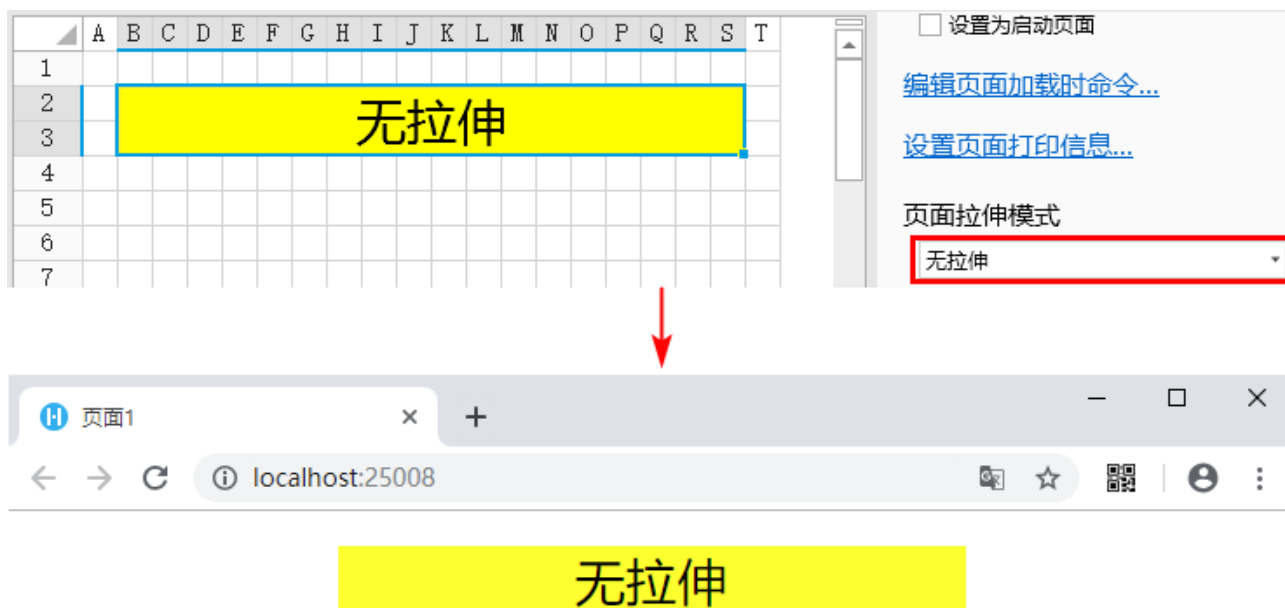 A B C D E F G H I J K L M N O P Q R S T
1
2
3
4
5
6
7
无拉伸
设置为启动页面
编辑页面加载时命令...
设置页面打印信息...
页面拉伸模式
无拉伸
页面1
localhost:25008
无拉伸